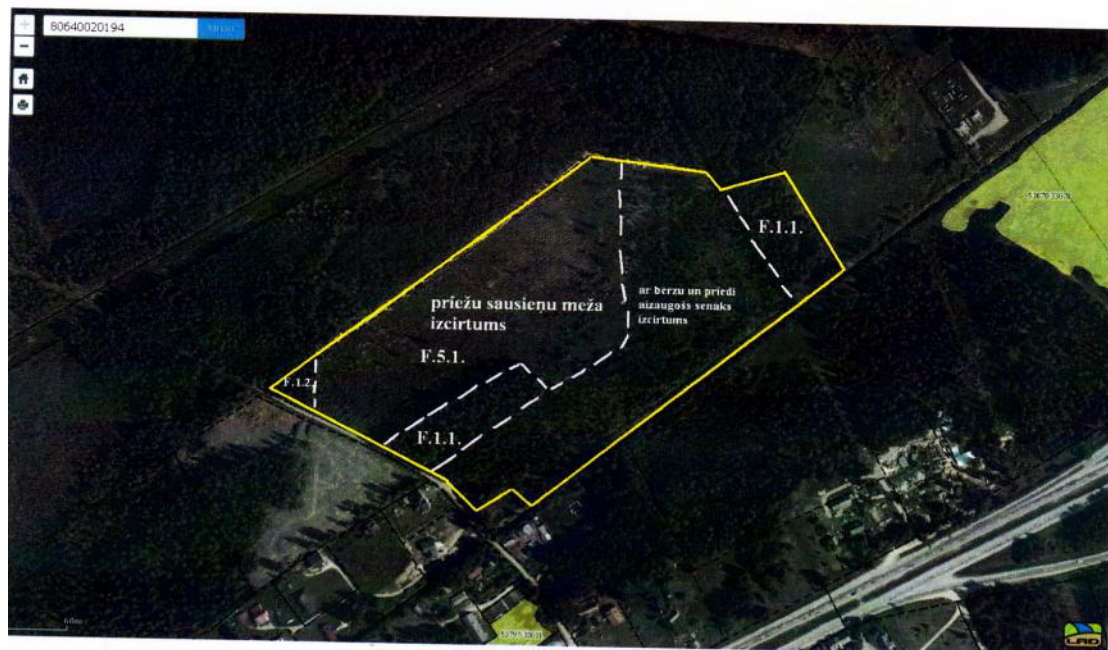 80640020194
F.1.1.
priežu sausieņu meža
izcirtums
ar bērzu un priedi
aizaugošs senāks
izcirtums
F.5.1.
F.1.2.
F.1.1.
LAD